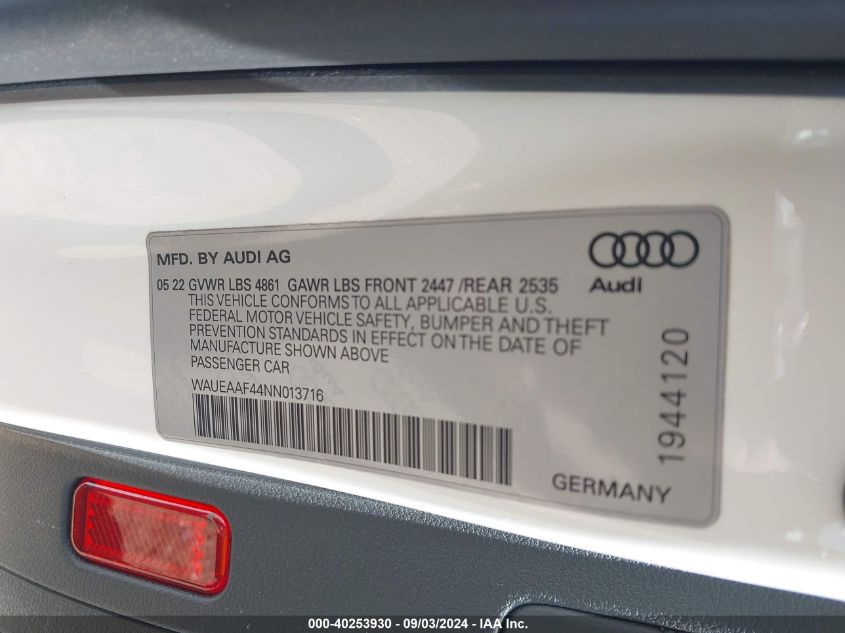 MFD. BY AUDI AG
Audi
05 22 GVWR LBS 4861 GAWR LBS FRONT 2447 /REAR 2535
THIS VEHICLE CONFORMS TO ALL APPLICABLE U.S.
FEDERAL MOTOR VEHICLE SAFETY, BUMPER AND THEFT
PREVENTION STANDARDS IN EFFECT ON THE DATE OF
MANUFACTURE SHOWN ABOVE
PASSENGER CAR
WAUEAAF44NN013716
1944120
GERMANY
000-40253930 - 09/03/2024 - IAAI.com